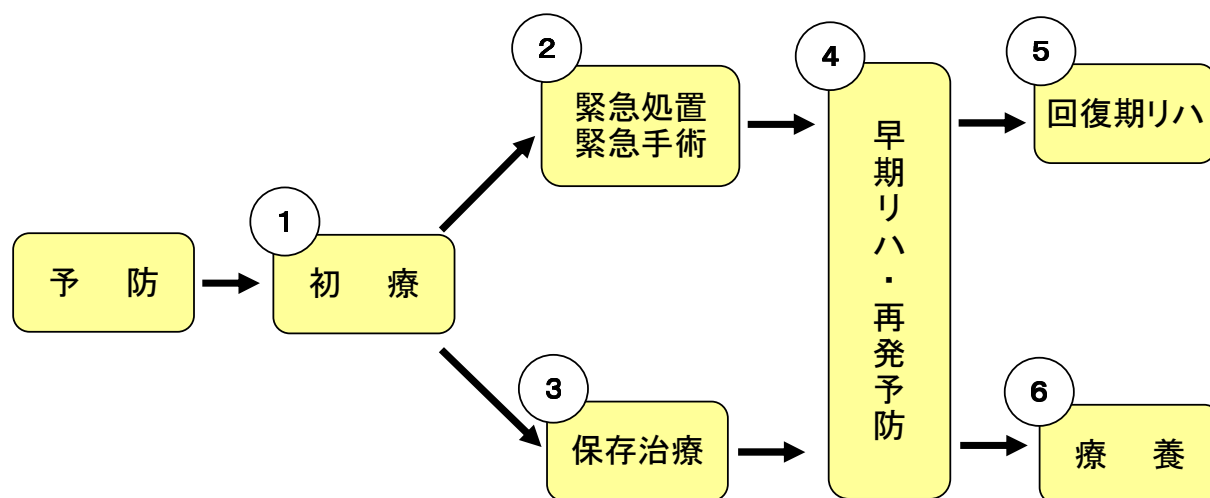 予　防
1
初　療
2
緊急処置
緊急手術
3
保存治療
4
早期リハ・再発予防
5
回復期リハ
6
療　養